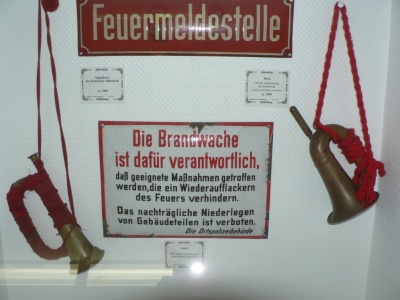 Feuermeldestelle
Die Brandwache
ist dafür verantwortlich,
daß geeignete Maßnahmen getroffen
werden, die ein Wiederaufflackern
des Feuers verhindern.
Das nachträgliche Niederlegen
von Gebäudeteilen ist verboten.
Die Ortspolizeibehörde